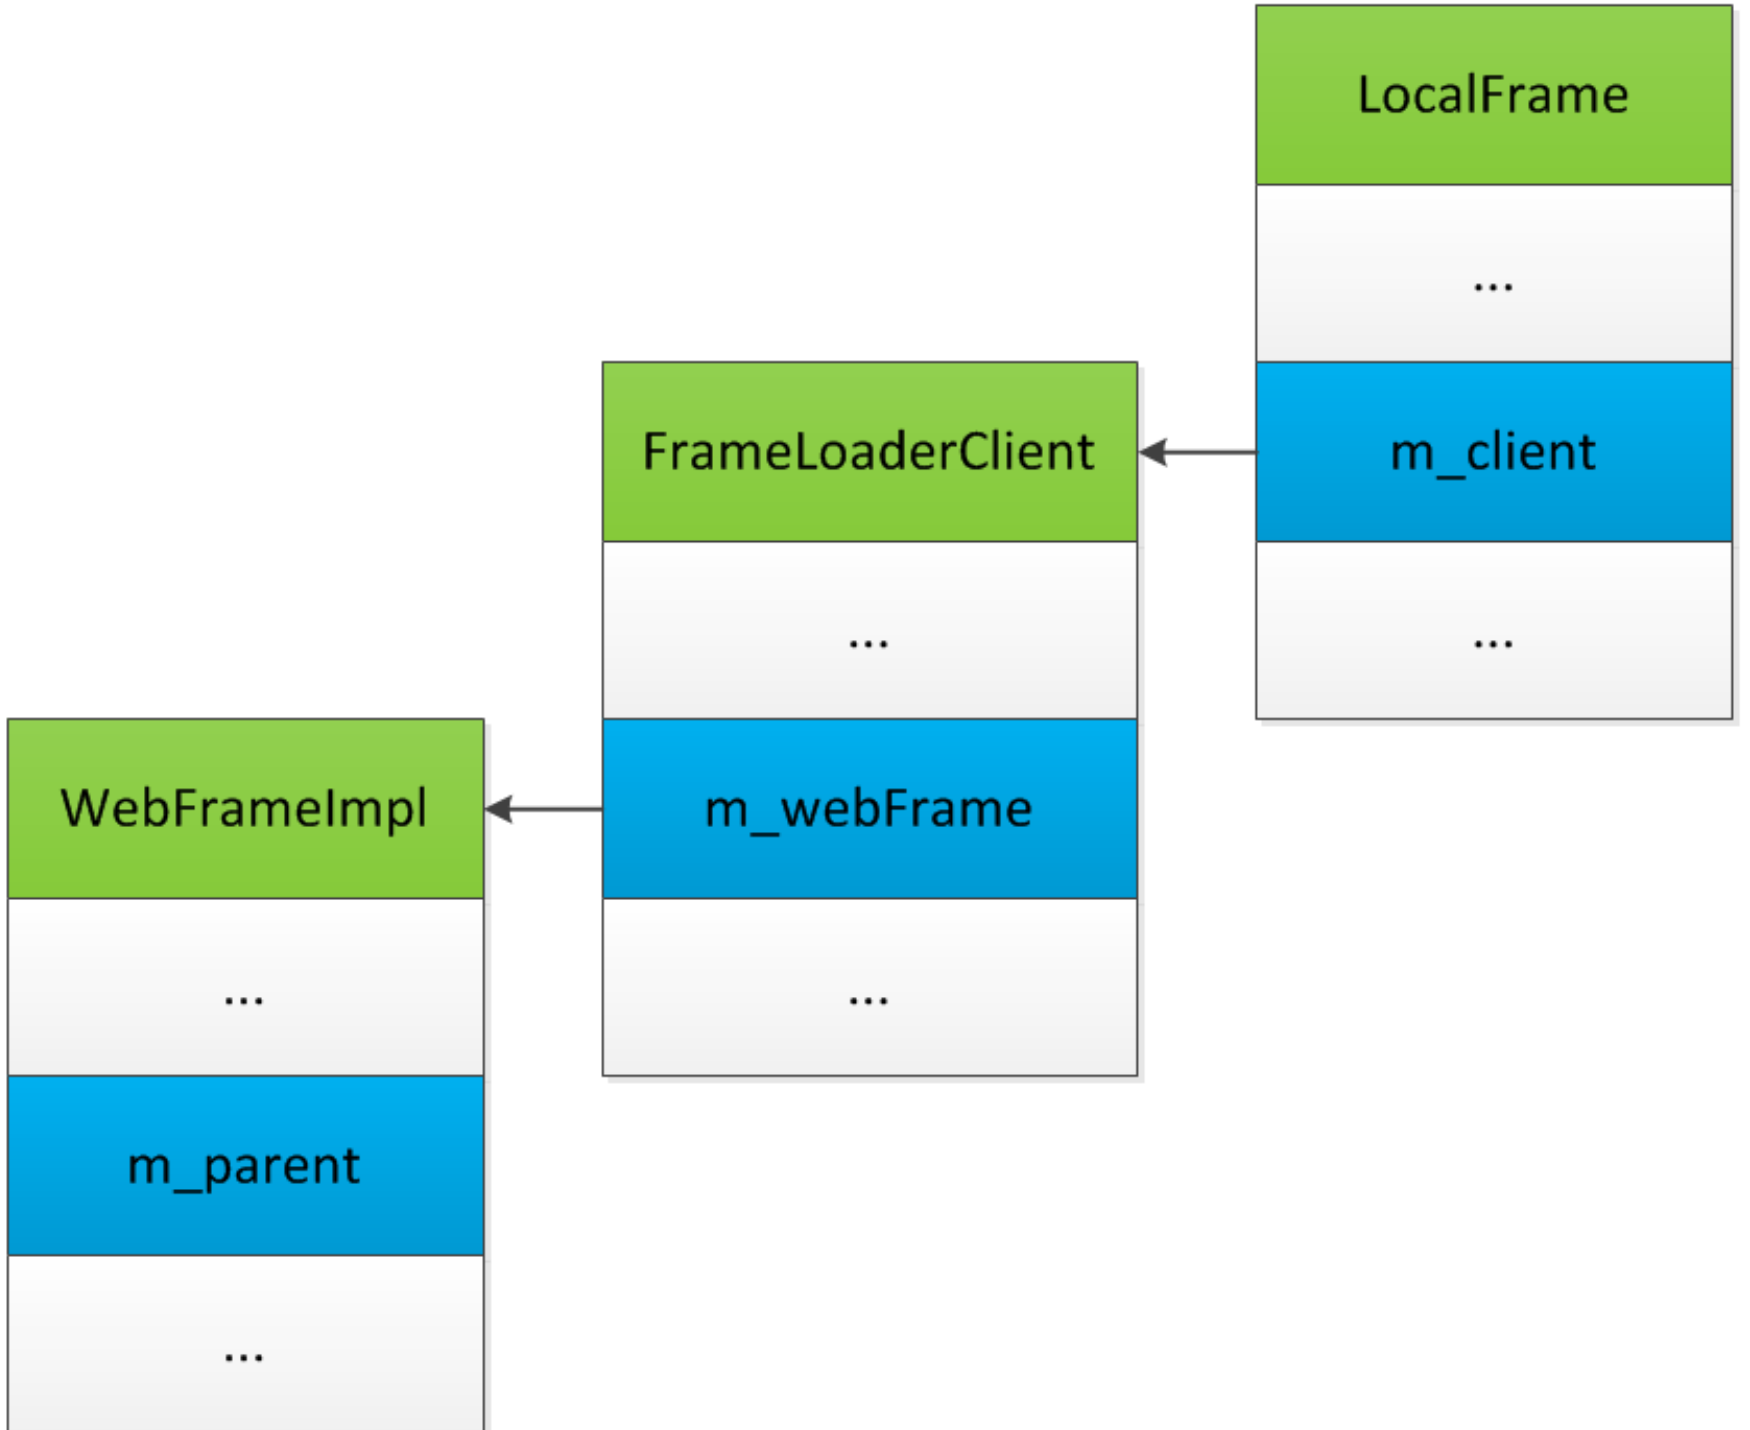 LocalFrame
...
m_client
...
FrameLoaderClient
...
m_webFrame
...
WebFrameImpl
...
m_parent
...